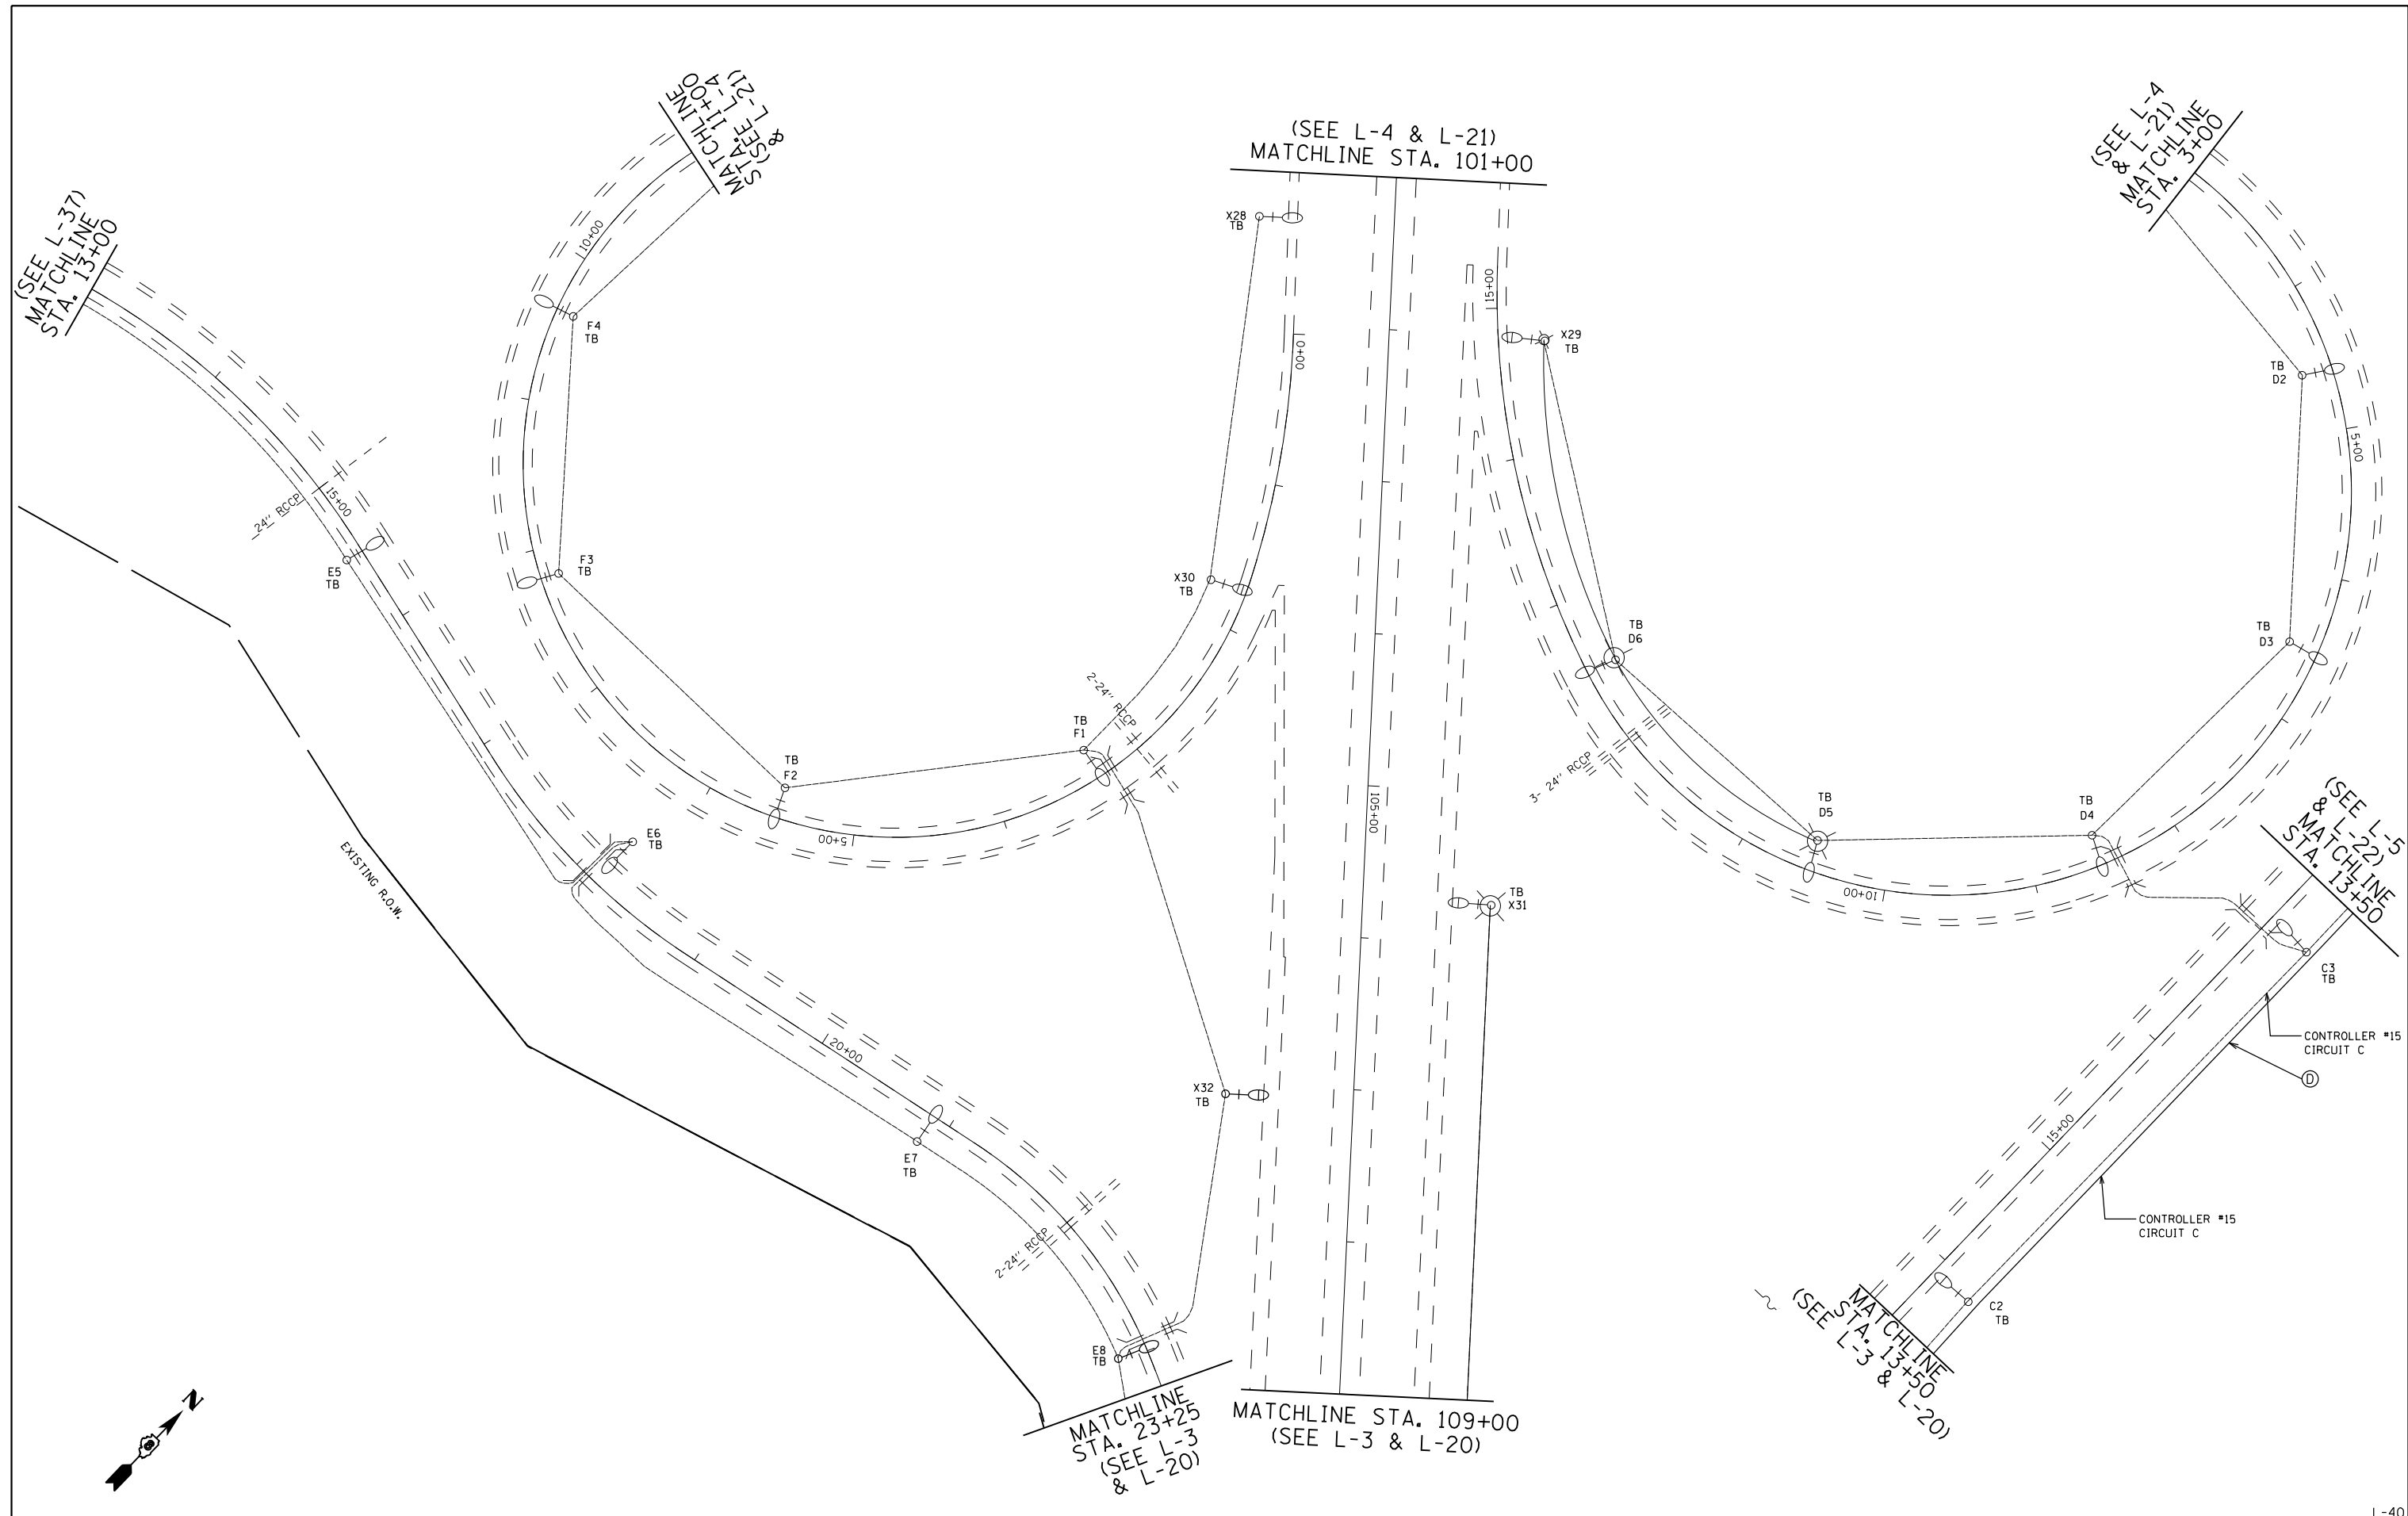 MATCHLINE
STA. 11+00
(SEE L-4
& L-21)
(SEE L-4 & L-21)
MATCHLINE STA. 101+00
(SEE L-4
& L-21)
MATCHLINE
STA. 3+00
(SEE L-37)
MATCHLINE
STA. 13+00
X28
TB
10+00
F4
TB
0+00
15+00
X29
TB
TB
D2
5+00
24" RCCP
15+00
E5
TB
F3
TB
X30
TB
TB
D6
TB
D3
2-24" RCCP
TB
F1
TB
F2
3- 24" RCCP
105+00
5+00
TB
D5
TB
D4
(SEE L-5
& L-22)
MATCHLINE
STA. 13+50
E6
TB
EXISTING R.O.W.
TB
X31
10+00
C3
TB
CONTROLLER #15
CIRCUIT C
D
20+00
X32
TB
E7
TB
15+00
CONTROLLER #15
CIRCUIT C
2-24" RCCP
C2
TB
E8
TB
MATCHLINE
STA. 13+50
(SEE L-3 & L-20)
MATCHLINE
STA. 23+25
(SEE L-3
& L-20)
MATCHLINE STA. 109+00
(SEE L-3 & L-20)
N
L-40